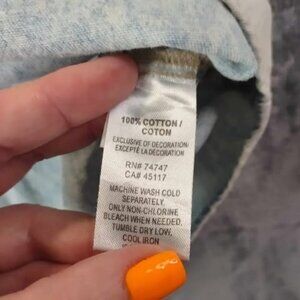 100% COTTON /
COTON
EXCLUSIVE OF DECORATION
EXCEPTÉ LA DÉCORATION
RN# 74747
CA# 45117
MACHINE WASH COLD
SEPARATELY,
ONLY NON-CHLORINE
BLEACH WHEN NEEDED,
TUMBLE DRY LOW,
COOL IRON